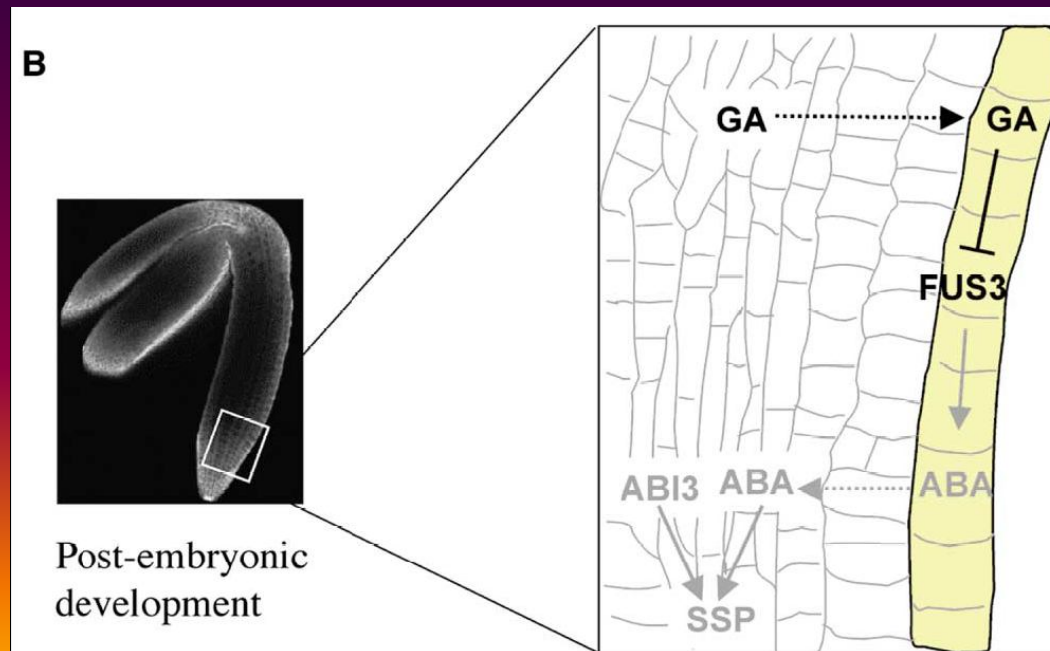 B
GA
GA
FUS3
ABI3 ABA
ABA
SSP
Post-embryonic
development